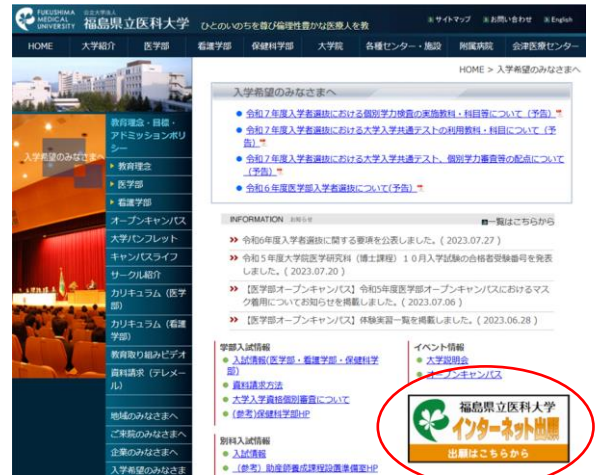 FUKUSHIMA MEDICAL UNIVERSITY
公立大学法人
福島県立医科大学
ひとのいのちを尊び倫理性豊かな医療人を教
サイトマップ お問い合わせ English
HOME 大学紹介 医学部 看護学部 保健科学部 大学院 各種センター・施設 附属病院 会津医療センター
HOME > 入学希望のみなさまへ
入学希望のみなさまへ
教育理念・目標・
アドミッションポリ
シー
教育理念
医学部
看護学部
オープンキャンパス
大学パンフレット
キャンパスライフ
サークル紹介
カリキュラム（医学
部）
カリキュラム（看護
学部）
教育取り組みビデオ
資料請求（テレメー
ル）
地域のみなさまへ
ご来院のみなさまへ
企業のみなさまへ
入学希望のみなさま
入学希望のみなさまへ
令和７年度入学者選抜における個別学力検査の実施教科・科目等について（予告）
令和７年度入学者選抜における大学入学共通テストの利用教科・科目について（予
告）
令和７年度入学者選抜における大学入学共通テスト、個別学力審査等の配点について
（予告）
令和６年度医学部入学者選抜について(予告)
INFORMATION お知らせ
一覧はこちらから
令和6年度入学者選抜に関する要項を公表しました。( 2023.07.27 )
令和５年度大学院医学研究科（博士課程）１０月入学試験の合格者受験番号を発表
しました。( 2023.07.20 )
【医学部オープンキャンパス】令和5年度医学部オープンキャンパスにおけるマス
ク着用についてお知らせを掲載しました。( 2023.07.06 )
【医学部オープンキャンパス】体験実習一覧を掲載しました。( 2023.06.28 )
学部入試情報
入試情報(医学部・看護学部・保健科学
部)
資料請求方法
大学入学資格個別審査について
(参考)保健科学部HP
別科入試情報
入試情報
（参考）助産師養成課程設置準備室HP
イベント情報
大学説明会
オープンキャンパス
福島県立医科大学
インターネット出願
出願はこちらから